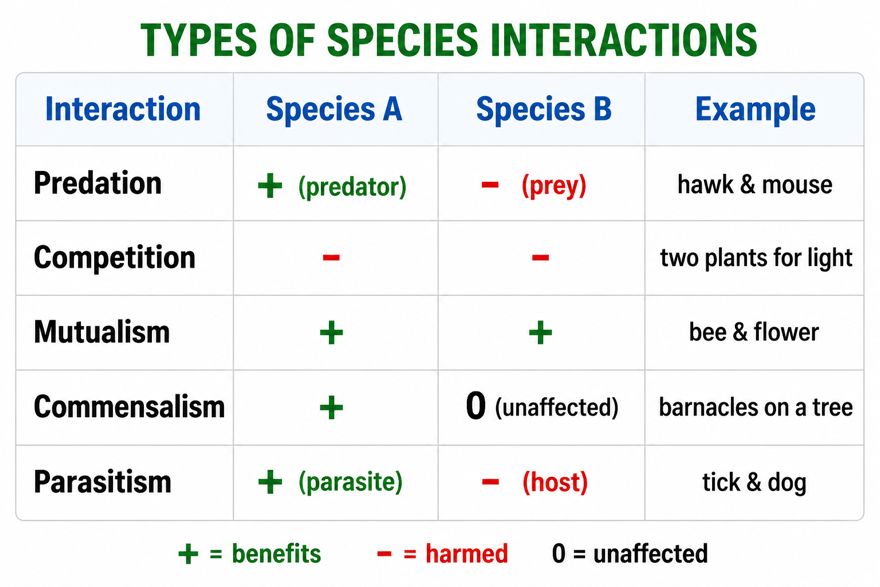 TYPES OF SPECIES INTERACTIONS
Interaction Species A Species B Example
Predation + (predator) − (prey) hawk & mouse
Competition − − two plants for light
Mutualism + + bee & flower
Commensalism + 0 (unaffected) barnacles on a tree
Parasitism + (parasite) − (host) tick & dog
+ = benefits − = harmed 0 = unaffected